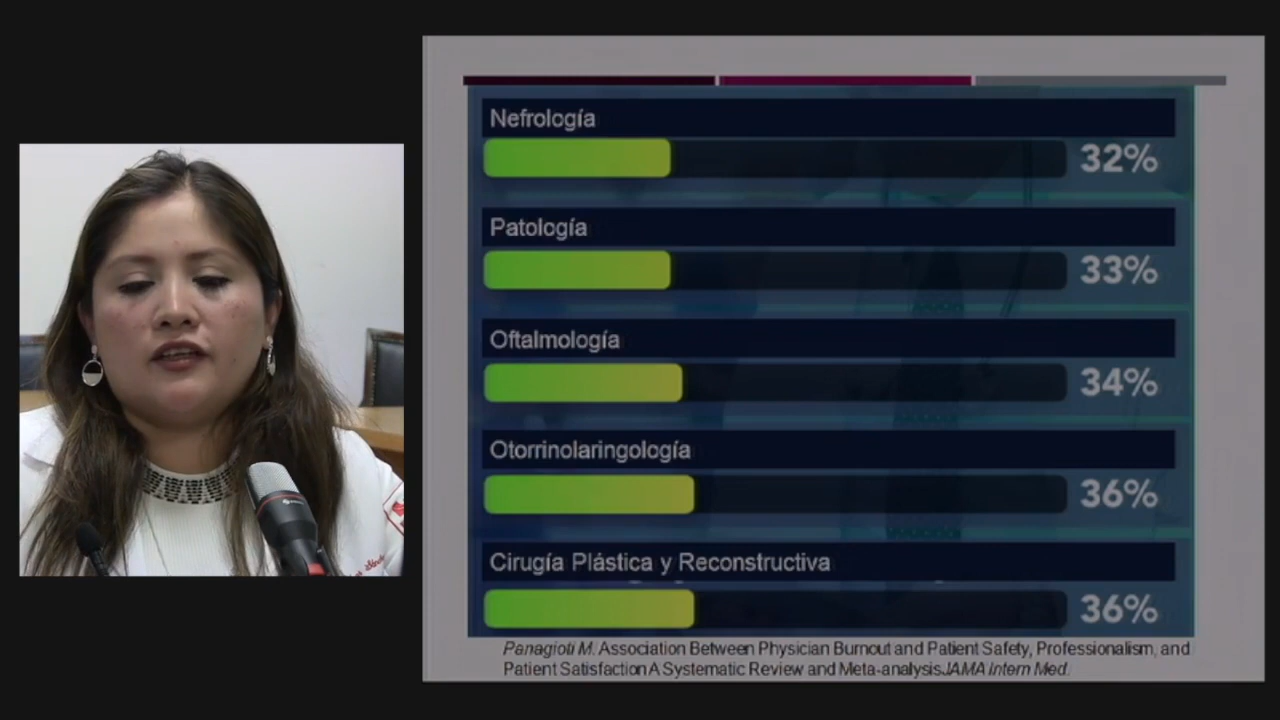 Nefrología
32%
Patología
33%
Oftalmología
34%
Otorrinolaringología
36%
Cirugía Plástica y Reconstructiva
36%
Panagioti M. Association Between Physician Burnout and Patient Safety, Professionalism, and
Patient Satisfaction A Systematic Review and Meta-analysis.JAMA Intern Med.